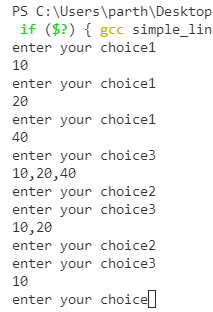 PS C:\Users\parth\Desktop
if ($?) { gcc simple_lin
enter your choice1
10
enter your choice1
20
enter your choice1
40
enter your choice3
10,20,40
enter your choice2
enter your choice3
10,20
enter your choice2
enter your choice3
10
enter your choice